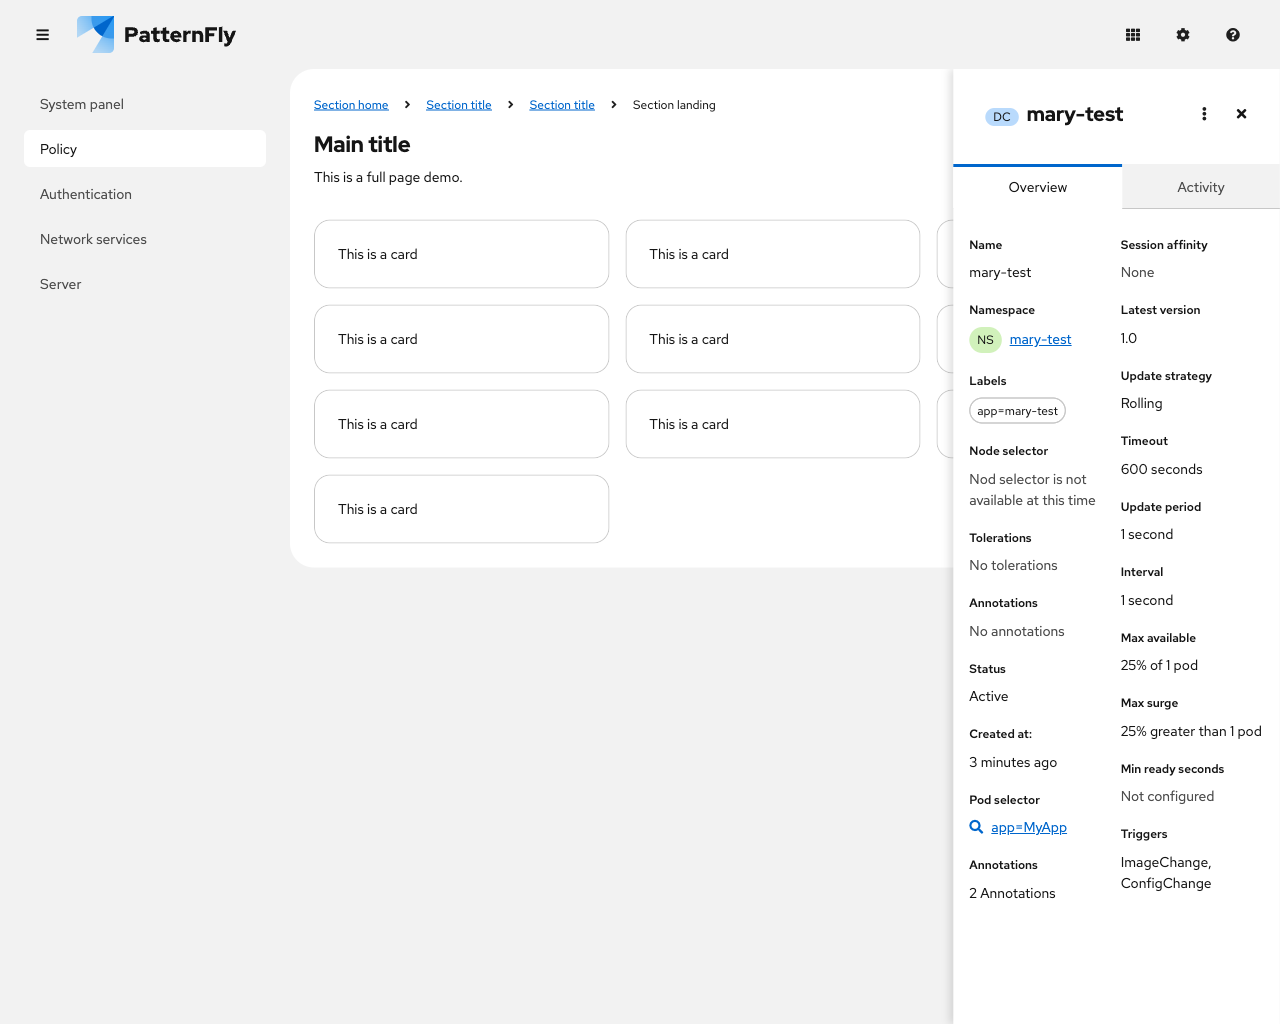 PatternFly
System panel
Policy
Authentication
Network services
Server
Section home
Section title
Section title
Section landing
Main title
This is a full page demo.
This is a card
This is a card
This is a card
This is a card
This is a card
This is a card
This is a card
DC
mary-test
Overview
Activity
Name
mary-test
Namespace
NS mary-test
Labels
app=mary-test
Node selector
Nod selector is not
available at this time
Tolerations
No tolerations
Annotations
No annotations
Status
Active
Created at:
3 minutes ago
Pod selector
app=MyApp
Annotations
2 Annotations
Session affinity
None
Latest version
1.0
Update strategy
Rolling
Timeout
600 seconds
Update period
1 second
Interval
1 second
Max available
25% of 1 pod
Max surge
25% greater than 1 pod
Min ready seconds
Not configured
Triggers
ImageChange,
ConfigChange